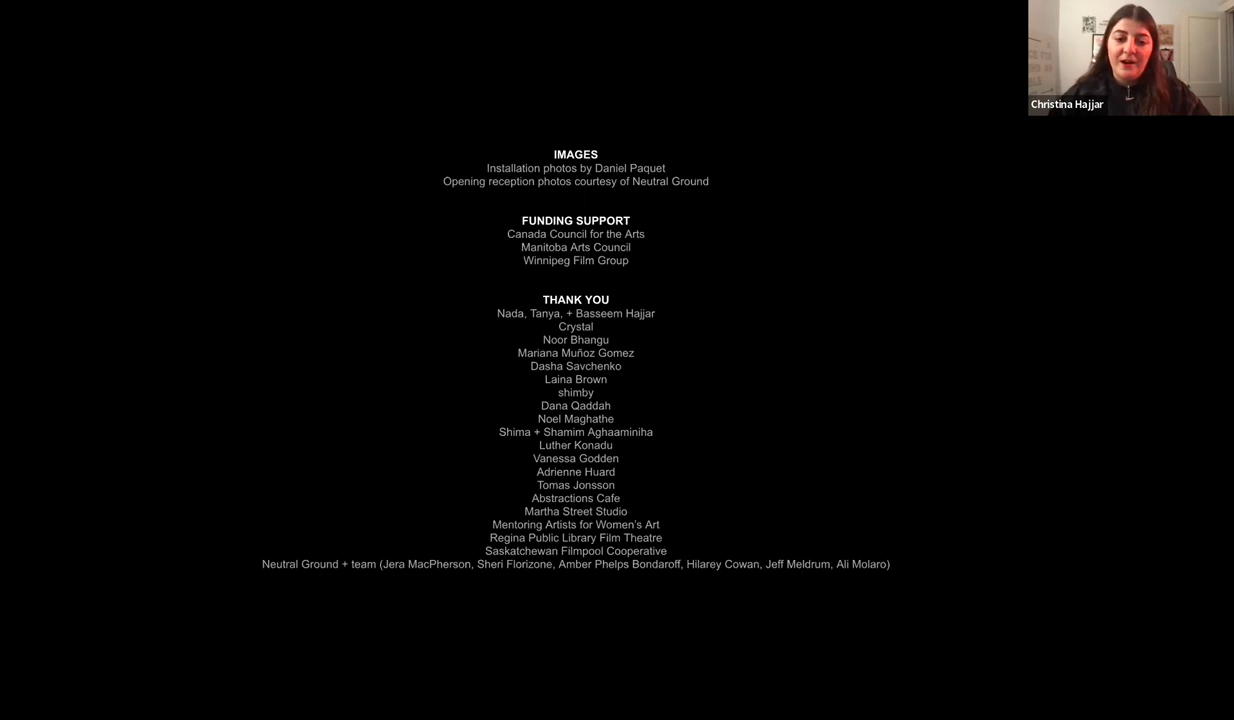 Christina Hajjar
IMAGES
Installation photos by Daniel Paquet
Opening reception photos courtesy of Neutral Ground
FUNDING SUPPORT
Canada Council for the Arts
Manitoba Arts Council
Winnipeg Film Group
THANK YOU
Nada, Tanya, + Basseem Hajjar
Crystal
Noor Bhangu
Mariana Muñoz Gomez
Dasha Savchenko
Laina Brown
shimby
Dana Qaddah
Noel Maghathe
Shima + Shamim Aghaaminiha
Luther Konadu
Vanessa Godden
Adrienne Huard
Tomas Jonsson
Abstractions Cafe
Martha Street Studio
Mentoring Artists for Women's Art
Regina Public Library Film Theatre
Saskatchewan Filmpool Cooperative
Neutral Ground + team (Jera MacPherson, Sheri Florizone, Amber Phelps Bondaroff, Hilarey Cowan, Jeff Meldrum, Ali Molaro)